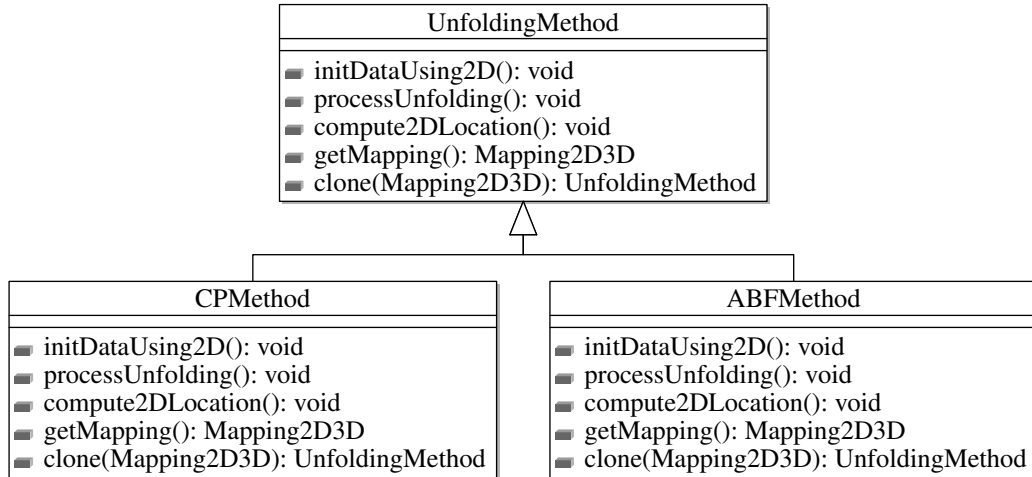 UnfoldingMethod
initDataUsing2D(): void
processUnfolding(): void
compute2DLocation(): void
getMapping(): Mapping2D3D
clone(Mapping2D3D): UnfoldingMethod
CPMethod
initDataUsing2D(): void
processUnfolding(): void
compute2DLocation(): void
getMapping(): Mapping2D3D
clone(Mapping2D3D): UnfoldingMethod
ABFMethod
initDataUsing2D(): void
processUnfolding(): void
compute2DLocation(): void
getMapping(): Mapping2D3D
clone(Mapping2D3D): UnfoldingMethod